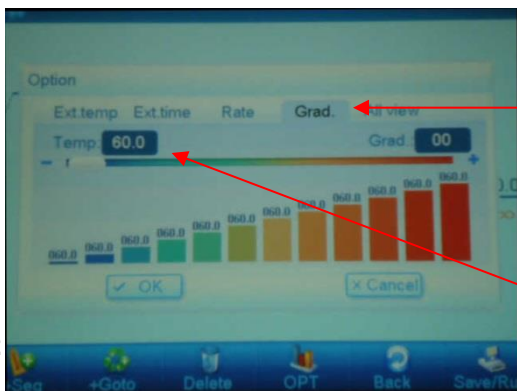 Option
Ext.temp Ext.time Rate Grad. All view
Temp: 60.0 Grad.: 00
- +
060.0 060.0 060.0 060.0 060.0 060.0 060.0 060.0 060.0 060.0 060.0 060.0
✓ OK × Cancel
+Goto Delete OPT Back